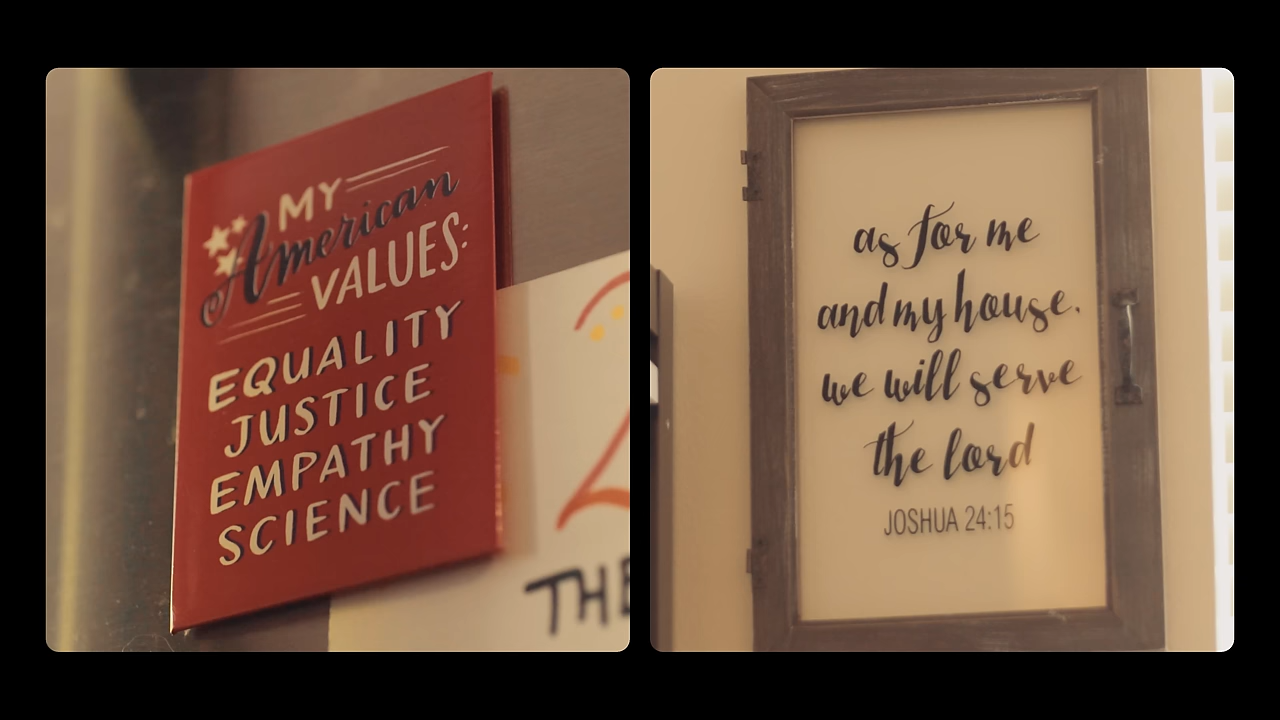 MY
American
VALUES:
EQUALITY
JUSTICE
EMPATHY
SCIENCE
THE
as for me
and my house.
we will serve
the lord
JOSHUA 24:15